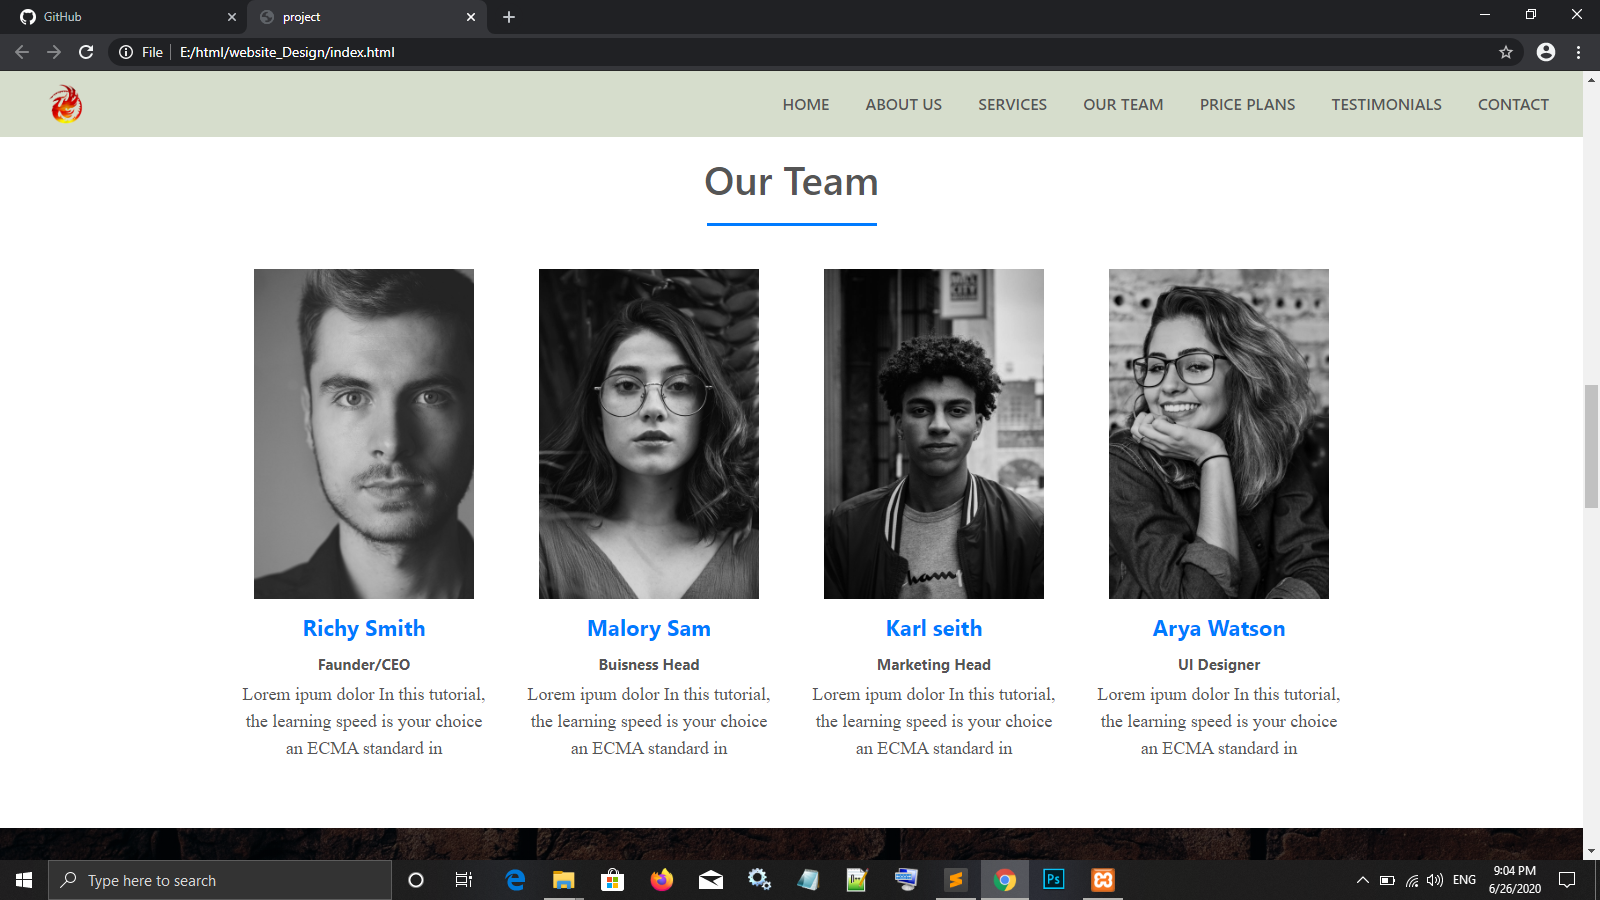 GitHub
project
File
E:/html/website_Design/index.html
HOME ABOUT US SERVICES OUR TEAM PRICE PLANS TESTIMONIALS CONTACT
Our Team
Richy Smith
Faunder/CEO
Lorem ipum dolor In this tutorial,
the learning speed is your choice
an ECMA standard in
Malory Sam
Buisness Head
Lorem ipum dolor In this tutorial,
the learning speed is your choice
an ECMA standard in
Karl seith
Marketing Head
Lorem ipum dolor In this tutorial,
the learning speed is your choice
an ECMA standard in
Arya Watson
UI Designer
Lorem ipum dolor In this tutorial,
the learning speed is your choice
an ECMA standard in
Type here to search
Ps
ENG
9:04 PM
6/26/2020